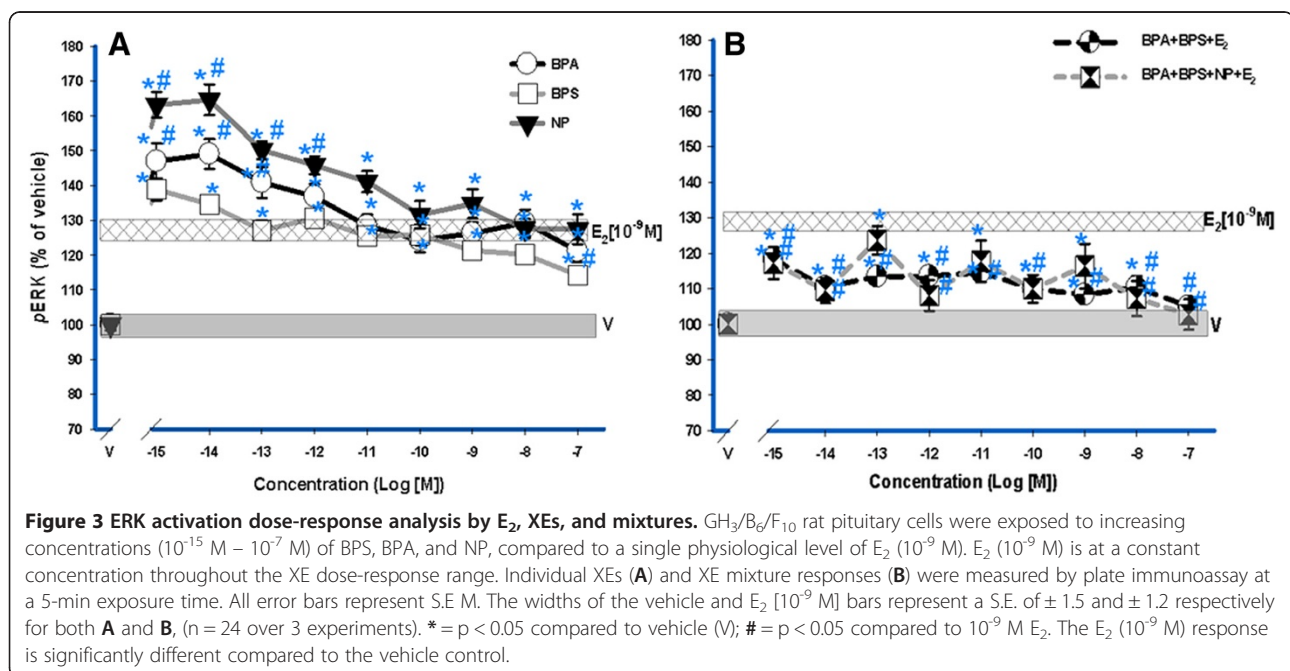 A
BPA
BPS
NP
pERK (% of vehicle)
180
170
160
150
140
130
120
110
100
90
80
70
E₂[10⁻⁹M]
V
V -15 -14 -13 -12 -11 -10 -9 -8 -7
Concentration (Log [M])
B
BPA+BPS+E₂
BPA+BPS+NP+E₂
180
170
160
150
140
130
120
110
100
90
80
70
E₂[10⁻⁹M]
V
V -15 -14 -13 -12 -11 -10 -9 -8 -7
Concentration (Log [M])
Figure 3 ERK activation dose-response analysis by E₂, XEs, and mixtures. GH₃/B₆/F₁₀ rat pituitary cells were exposed to increasing
concentrations (10⁻¹⁵ M – 10⁻⁷ M) of BPS, BPA, and NP, compared to a single physiological level of E₂ (10⁻⁹ M). E₂ (10⁻⁹ M) is at a constant
concentration throughout the XE dose-response range. Individual XEs (A) and XE mixture responses (B) were measured by plate immunoassay at
a 5-min exposure time. All error bars represent S.E M. The widths of the vehicle and E₂ [10⁻⁹ M] bars represent a S.E. of ± 1.5 and ± 1.2 respectively
for both A and B, (n = 24 over 3 experiments). * = p < 0.05 compared to vehicle (V); # = p < 0.05 compared to 10⁻⁹ M E₂. The E₂ (10⁻⁹ M) response
is significantly different compared to the vehicle control.